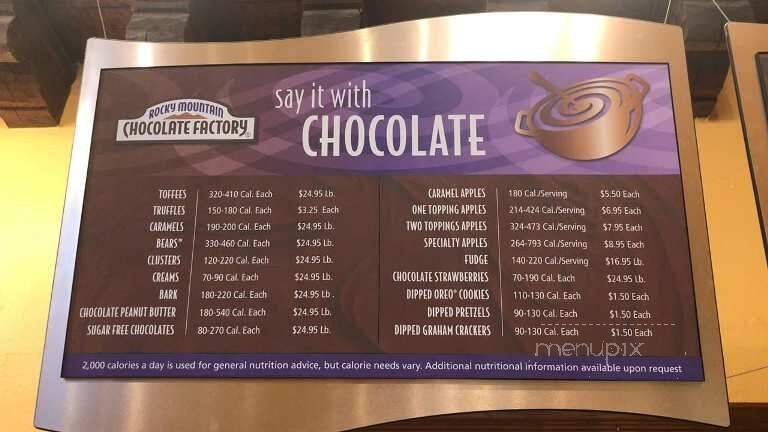 ROCKY MOUNTAIN
CHOCOLATE FACTORY®
say it with
CHOCOLATE
TOFFEES 320-410 Cal. Each $24.95 Lb.
TRUFFLES 150-180 Cal. Each $3.25 Each
CARAMELS 190-200 Cal. Each $24.95 Lb.
BEARS™ 330-460 Cal. Each $24.95 Lb.
CLUSTERS 120-220 Cal. Each $24.95 Lb.
CREAMS 70-90 Cal. Each $24.95 Lb.
BARK 180-220 Cal. Each $24.95 Lb.
CHOCOLATE PEANUT BUTTER 180-540 Cal. Each $24.95 Lb.
SUGAR FREE CHOCOLATES 80-270 Cal. Each $24.95 Lb.
CARAMEL APPLES 180 Cal./Serving $5.50 Each
ONE TOPPING APPLES 214-424 Cal./Serving $6.95 Each
TWO TOPPINGS APPLES 324-473 Cal./Serving $7.95 Each
SPECIALTY APPLES 264-793 Cal./Serving $8.95 Each
FUDGE 140-220 Cal./Serving $16.95 Lb.
CHOCOLATE STRAWBERRIES 70-190 Cal. Each $24.95 Lb.
DIPPED OREO® COOKIES 110-130 Cal. Each $1.50 Each
DIPPED PRETZELS 90-130 Cal. Each $1.50 Each
DIPPED GRAHAM CRACKERS 90-130 Cal. Each $1.50 Each
menupix
2,000 calories a day is used for general nutrition advice, but calorie needs vary. Additional nutritional information available upon request